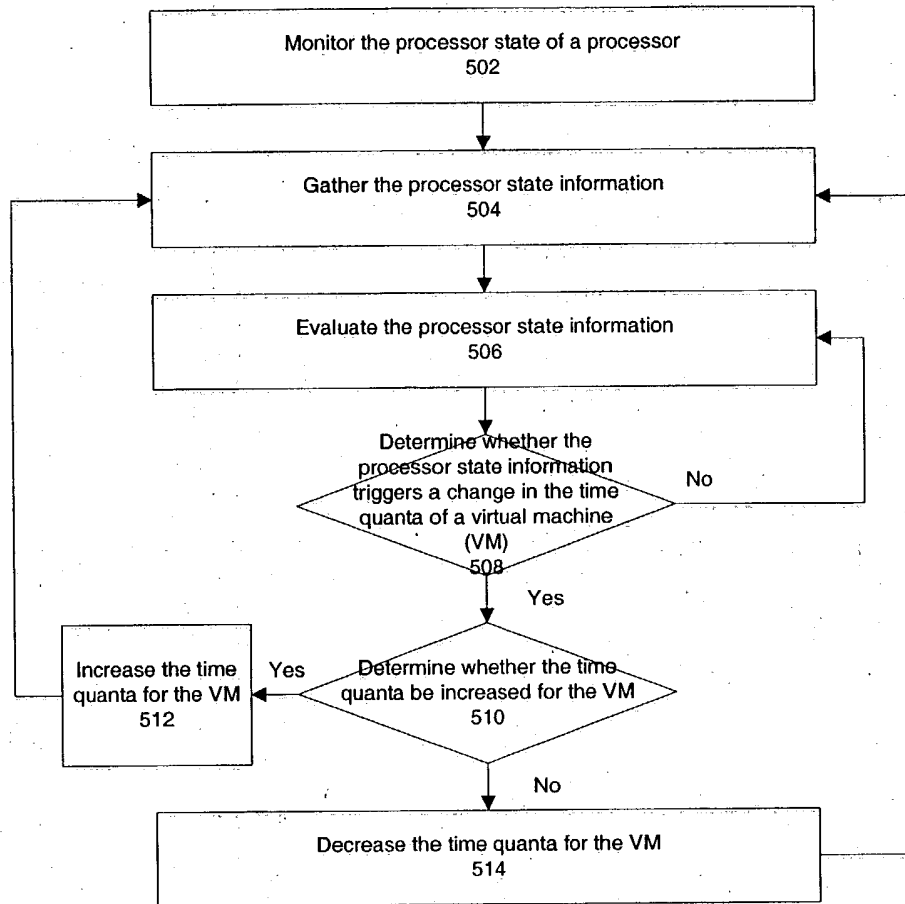 Monitor the processor state of a processor
502
Gather the processor state information
504
Evaluate the processor state information
506
Determine whether the
processor state information
triggers a change in the time
quanta of a virtual machine
(VM)
508
No
Yes
Increase the time
quanta for the VM
512
Yes
Determine whether the time
quanta be increased for the VM
510
No
Decrease the time quanta for the VM
514